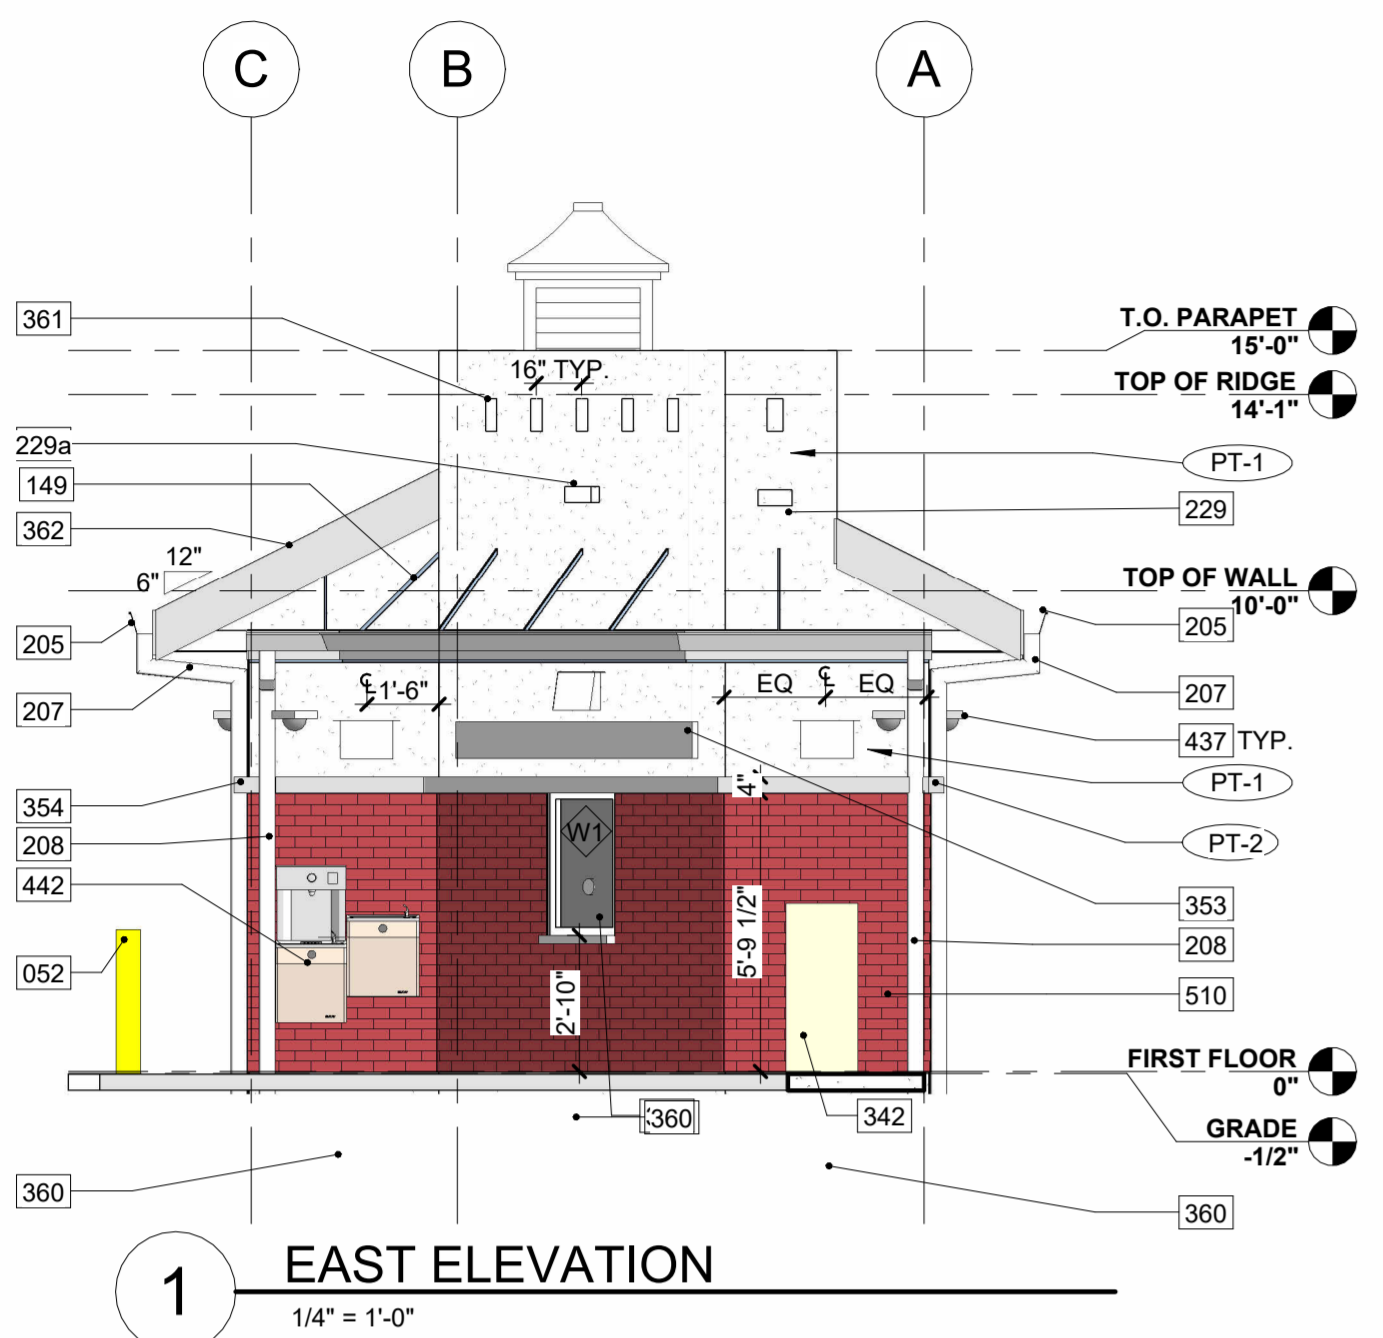 C
B
A
361
16" TYP.
T.O. PARAPET
15'-0"
TOP OF RIDGE
14'-1"
229a
149
362
PT-1
229
12"
6"
TOP OF WALL
10'-0"
205
205
207
207
℄
1'-6"
EQ
℄
EQ
437 TYP.
PT-1
354
4"
208
W1
PT-2
442
353
5'-9 1/2"
208
052
2'-10"
510
FIRST FLOOR
0"
360
342
GRADE
-1/2"
360
360
1
EAST ELEVATION
1/4" = 1'-0"